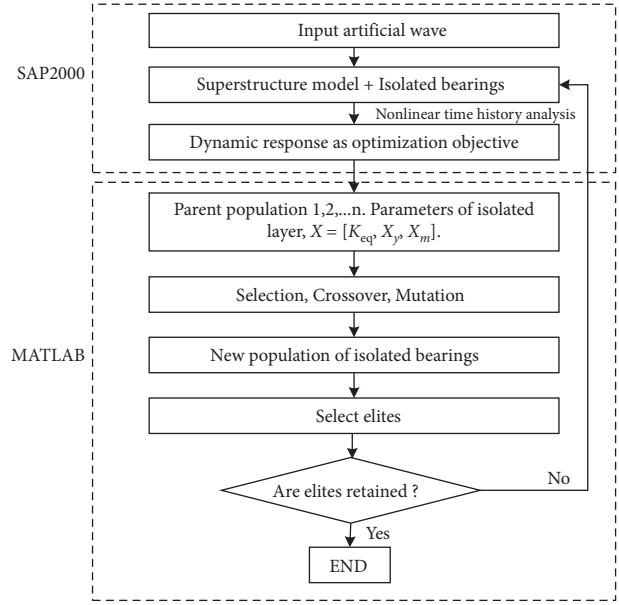 SAP2000
Input artificial wave
Superstructure model + Isolated bearings
Nonlinear time history analysis
Dynamic response as optimization objective
MATLAB
Parent population 1,2,...n. Parameters of isolated
layer, X = [Keq, Xy, Xm].
Selection, Crossover, Mutation
New population of isolated bearings
Select elites
Are elites retained ?
No
Yes
END